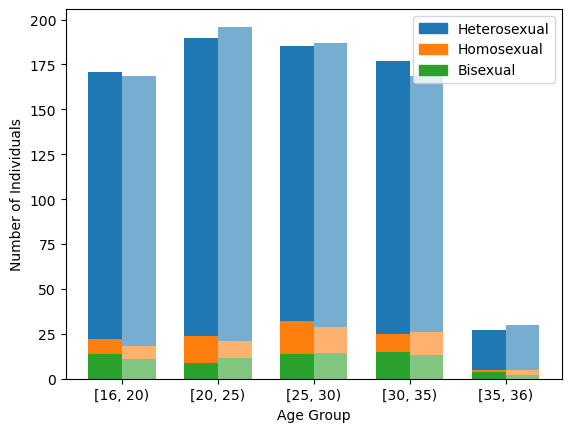 200
175
150
125
100
75
50
25
0
Number of Individuals
Heterosexual
Homosexual
Bisexual
[16, 20) [20, 25) [25, 30) [30, 35) [35, 36)
Age Group